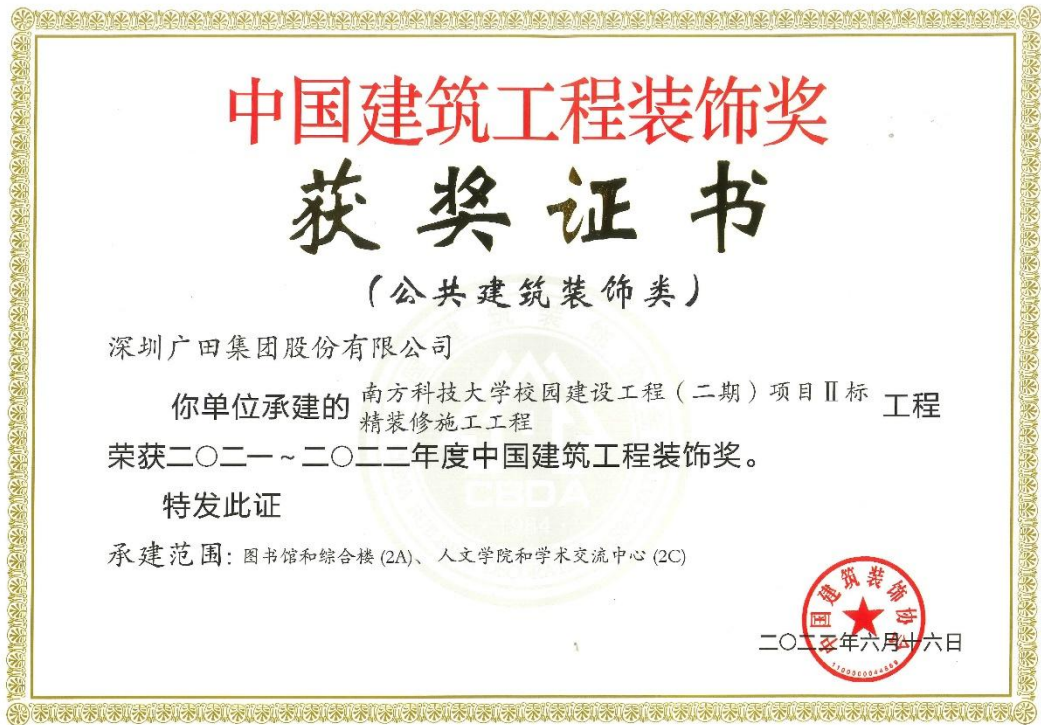 中国建筑工程装饰奖
获奖证书
(公共建筑装饰类)
深圳广田集团股份有限公司
你单位承建的 南方科技大学校园建设工程(二期)项目Ⅱ标 工程
精装修施工工程
荣获二〇二一~二〇二二年度中国建筑工程装饰奖。
特发此证
CBDA
承建范围: 图书馆和综合楼 (2A)、人文学院和学术交流中心 (2C)
中国建筑装饰协会
二〇二三年六月十六日